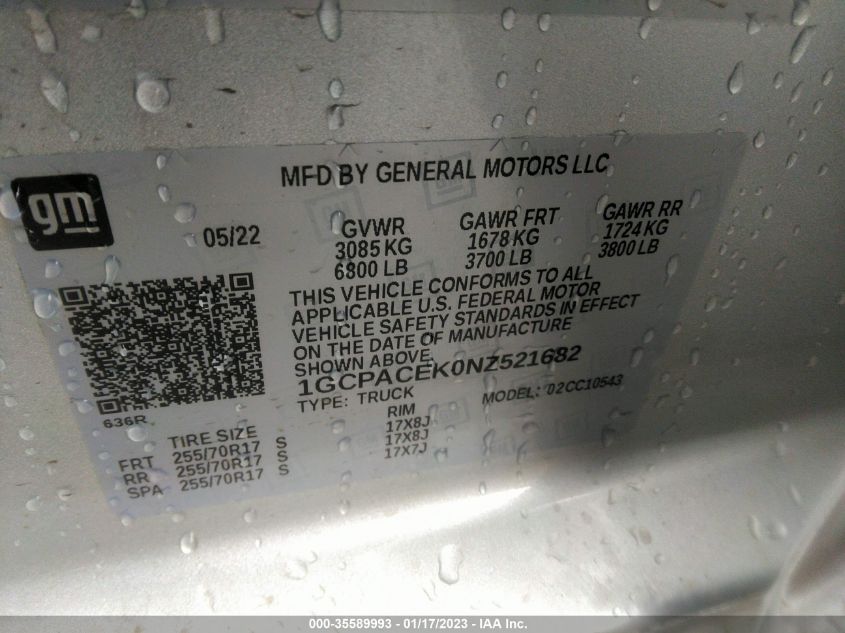 MFD BY GENERAL MOTORS LLC
gm
05/22
GVWR GAWR FRT GAWR RR
3085 KG 1678 KG 1724 KG
6800 LB 3700 LB 3800 LB
THIS VEHICLE CONFORMS TO ALL
APPLICABLE U.S. FEDERAL MOTOR
VEHICLE SAFETY STANDARDS IN EFFECT
ON THE DATE OF MANUFACTURE
SHOWN ABOVE.
1GCPACEK0NZ521682
TYPE: TRUCK MODEL: 02CC10543
636R
TIRE SIZE RIM
FRT 255/70R17 S 17X8J
RR 255/70R17 S 17X8J
SPA 255/70R17 S 17X7J
000-35589993 - 01/17/2023 - IAA Inc.